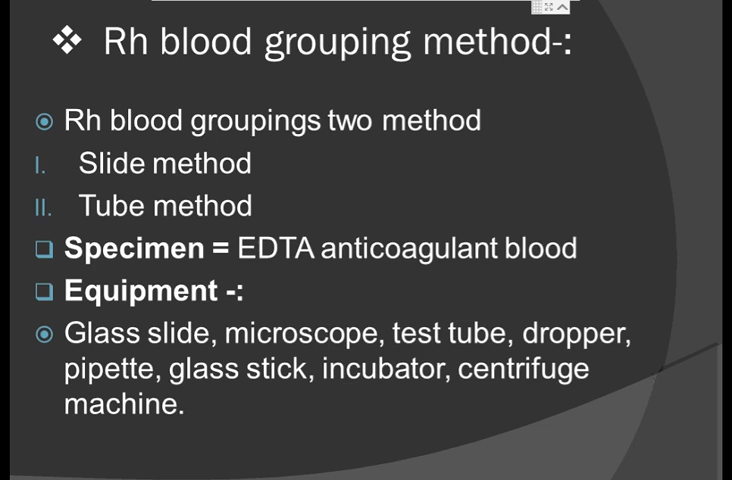 ❖ Rh blood grouping method-:
Rh blood groupings two method
I. Slide method
II. Tube method
Specimen = EDTA anticoagulant blood
Equipment -:
Glass slide, microscope, test tube, dropper,
pipette, glass stick, incubator, centrifuge
machine.